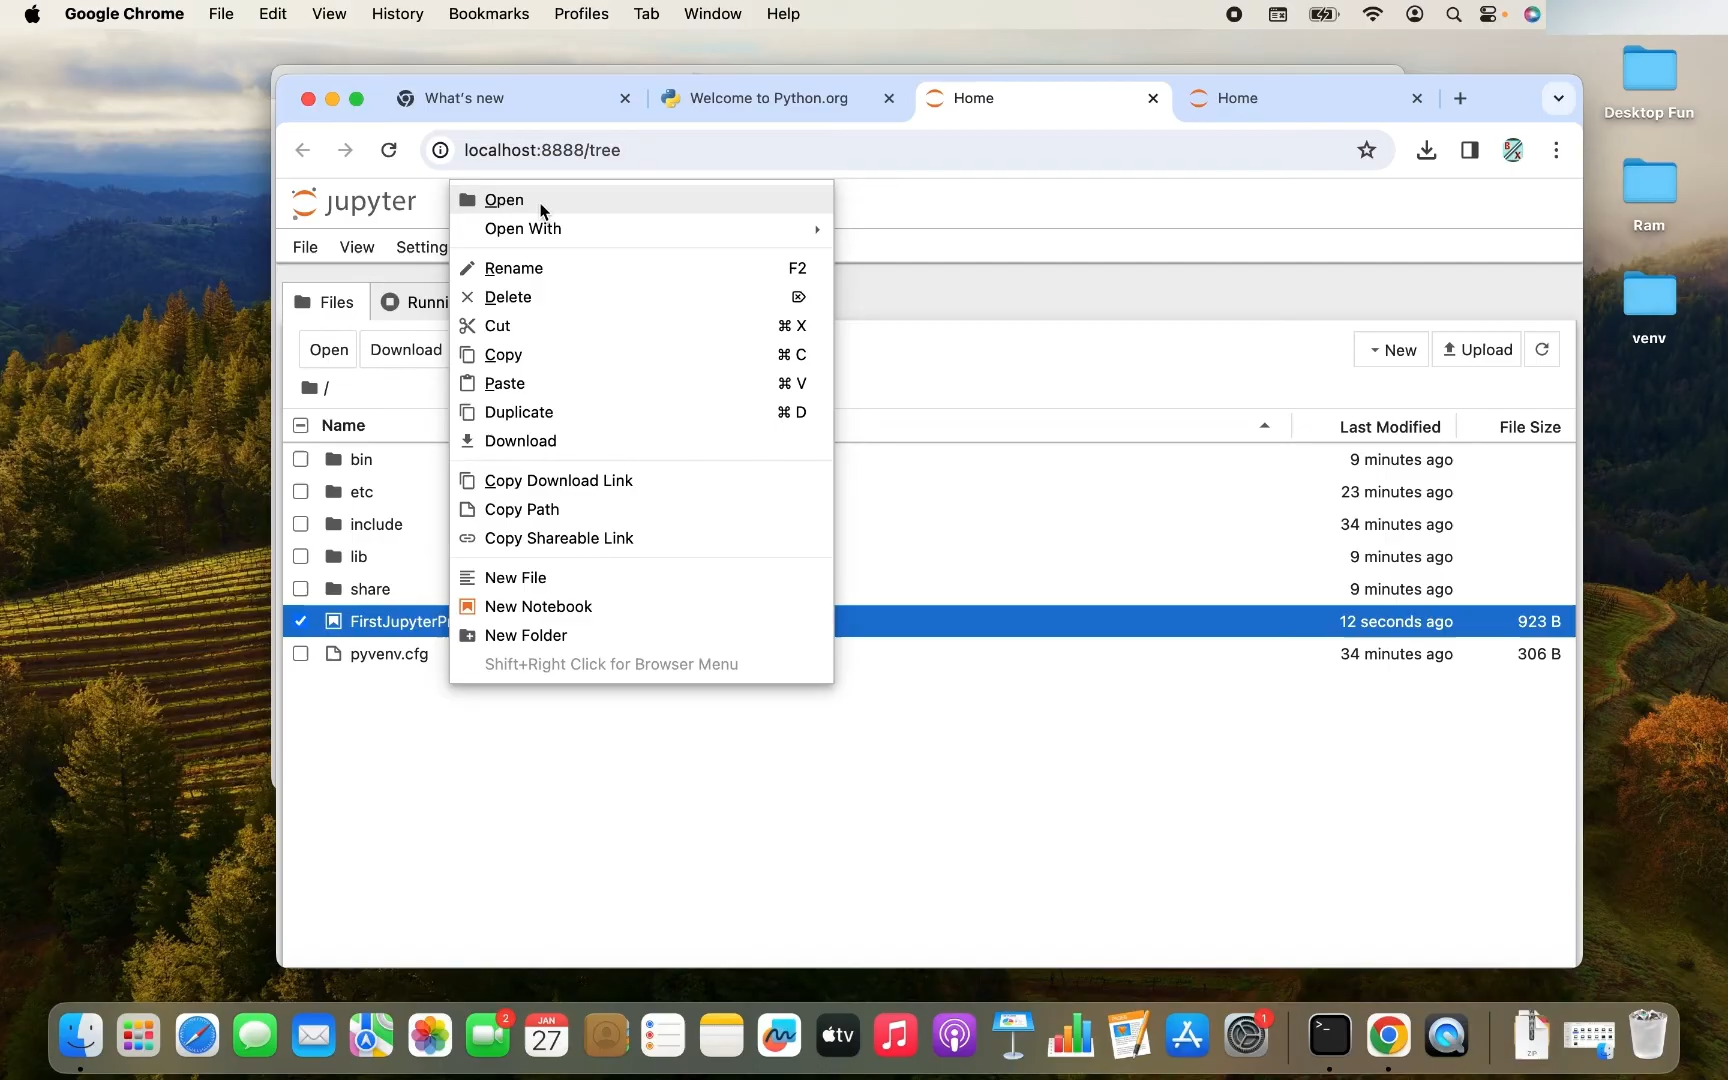 Google Chrome File Edit View History Bookmarks Profiles Tab Window Help
What's new
Welcome to Python.org
Home
Home
localhost:8888/tree
Desktop Fun
Ram
venv
jupyter
File View Setting
Files
Runni
Open
Download
New
Upload
/
Name
Last Modified
File Size
bin
9 minutes ago
etc
23 minutes ago
include
34 minutes ago
lib
9 minutes ago
share
9 minutes ago
FirstJupyterP
12 seconds ago
923 B
pyvenv.cfg
34 minutes ago
306 B
Open
Open With
Rename F2
Delete
Cut ⌘ X
Copy ⌘ C
Paste ⌘ V
Duplicate ⌘ D
Download
Copy Download Link
Copy Path
Copy Shareable Link
New File
New Notebook
New Folder
Shift+Right Click for Browser Menu
2
JAN
27
tv
1
ZIP